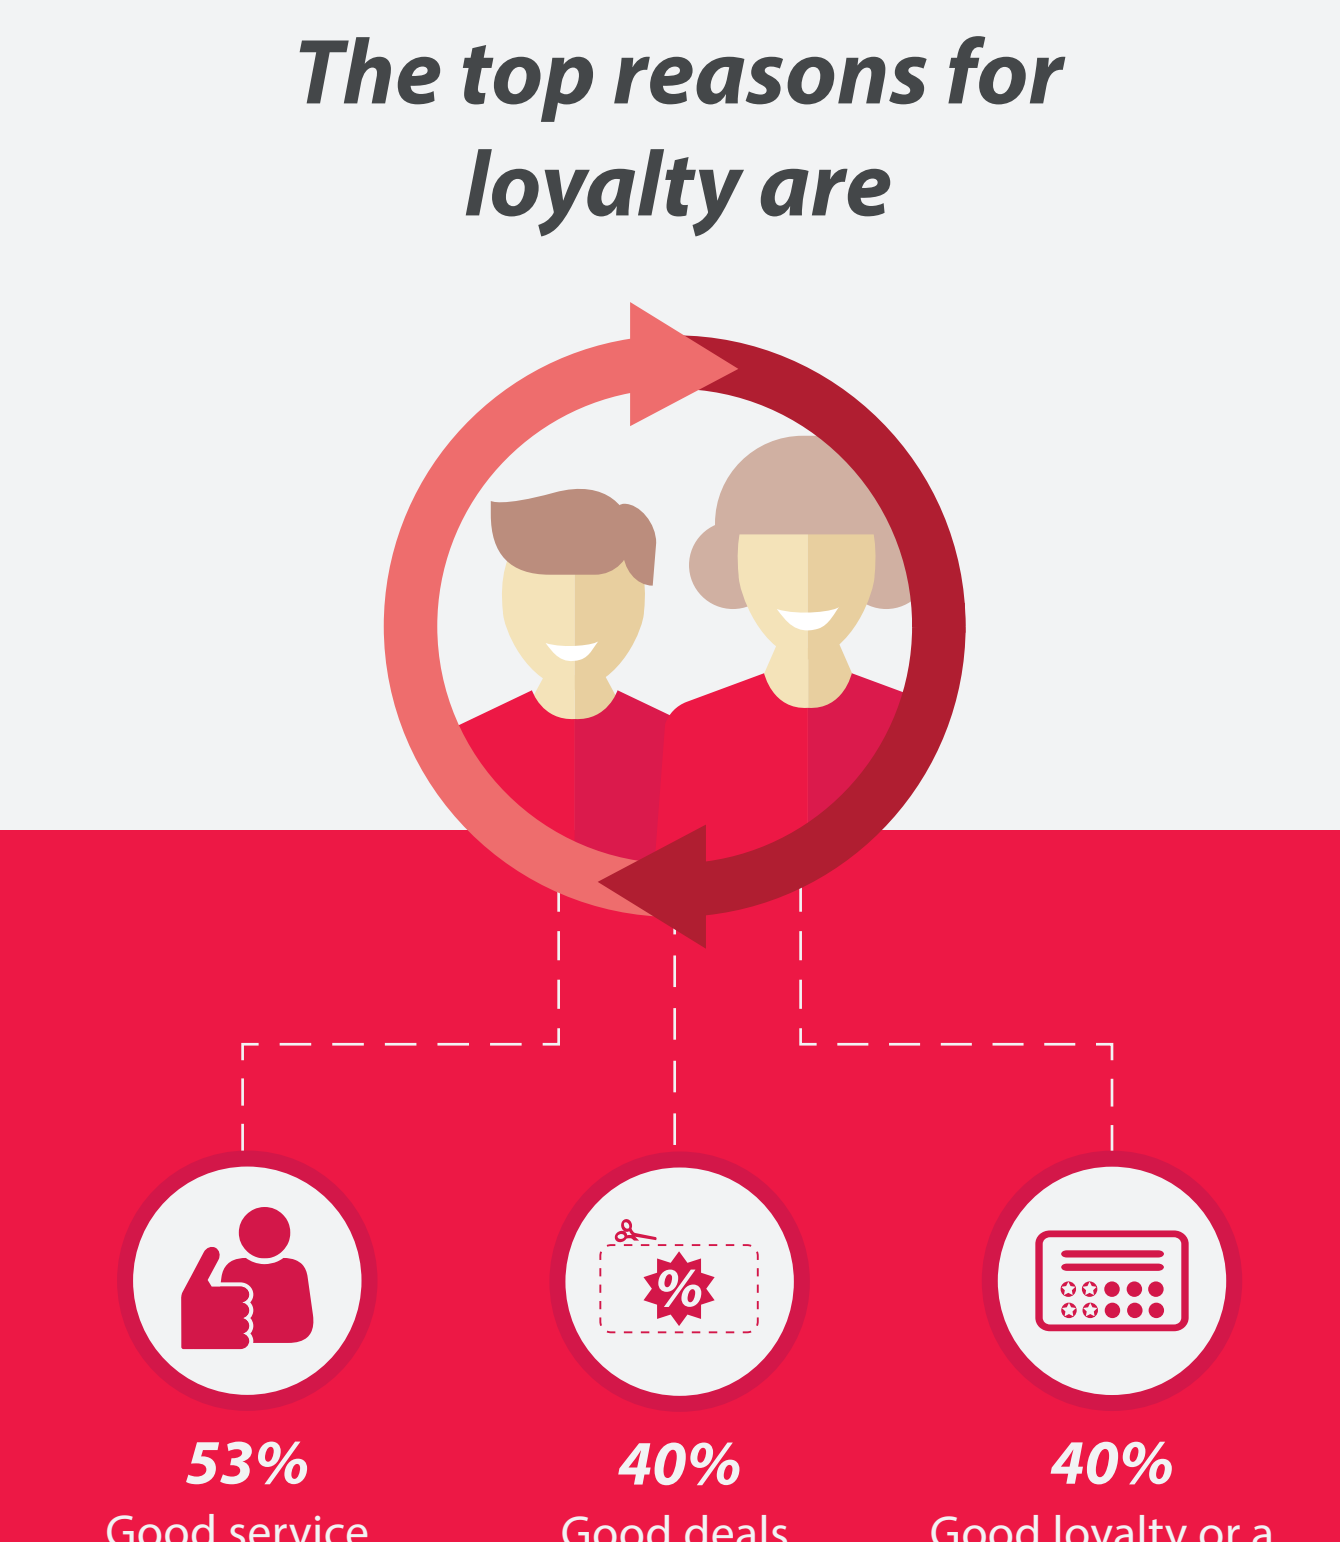 The top reasons for
loyalty are
%
53%
40%
40%
Good service
Good deals
Good loyalty or a